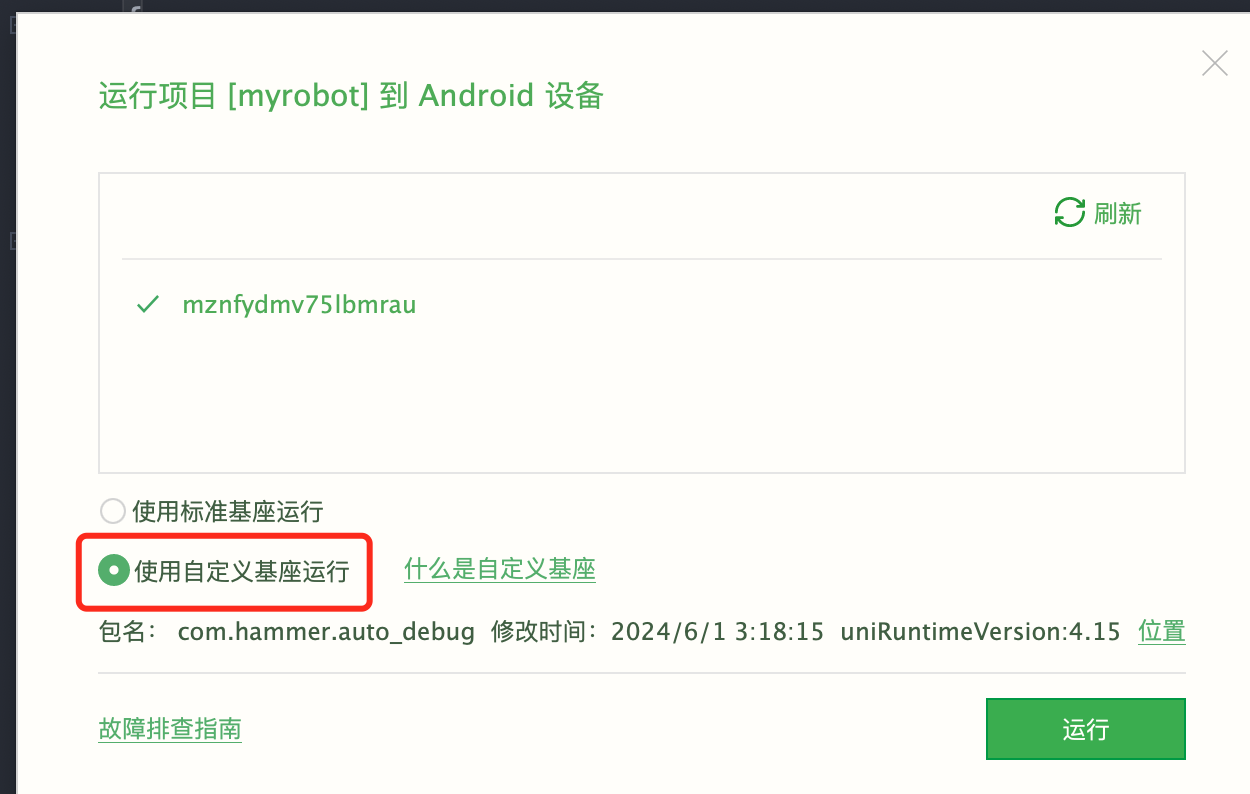 运行项目 [myrobot] 到 Android 设备
刷新
mznfydmv75lbmrau
使用标准基座运行
使用自定义基座运行 什么是自定义基座
包名： com.hammer.auto_debug 修改时间：2024/6/1 3:18:15 uniRuntimeVersion:4.15 位置
故障排查指南 运行